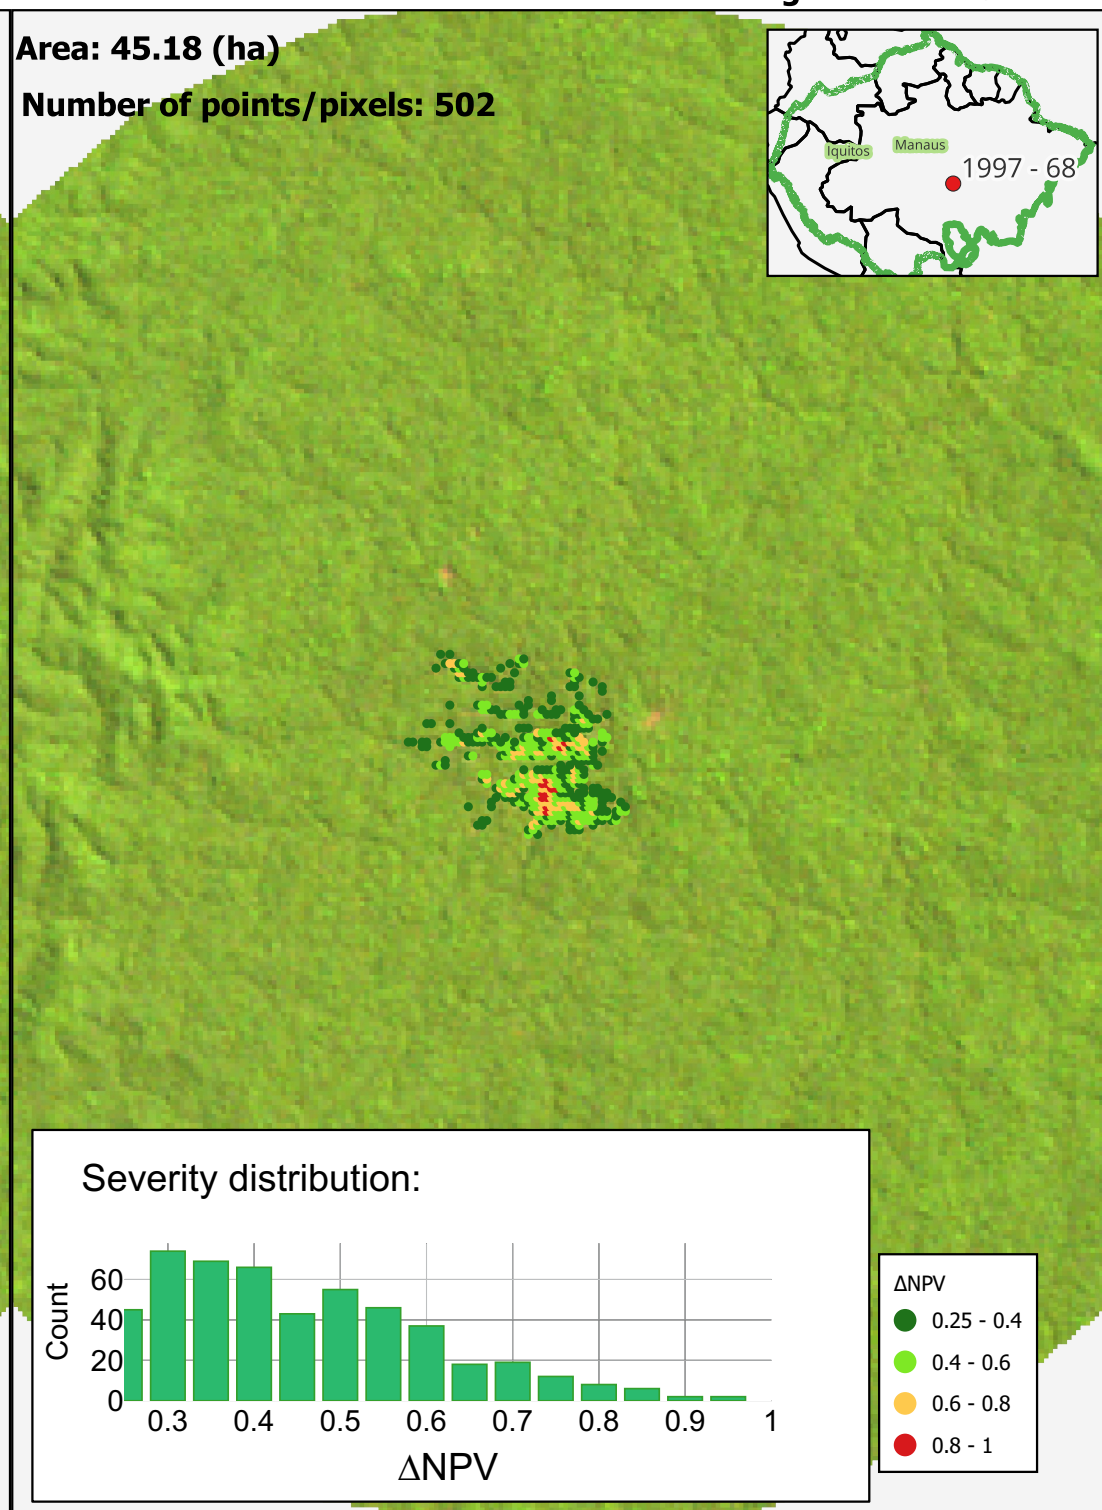 Area: 45.18 (ha)
Number of points/pixels: 502
Iquitos
Manaus
1997 - 68
Severity distribution:
Count
60
40
20
0
0.3 0.4 0.5 0.6 0.7 0.8 0.9 1
ΔNPV
ΔNPV
0.25 - 0.4
0.4 - 0.6
0.6 - 0.8
0.8 - 1